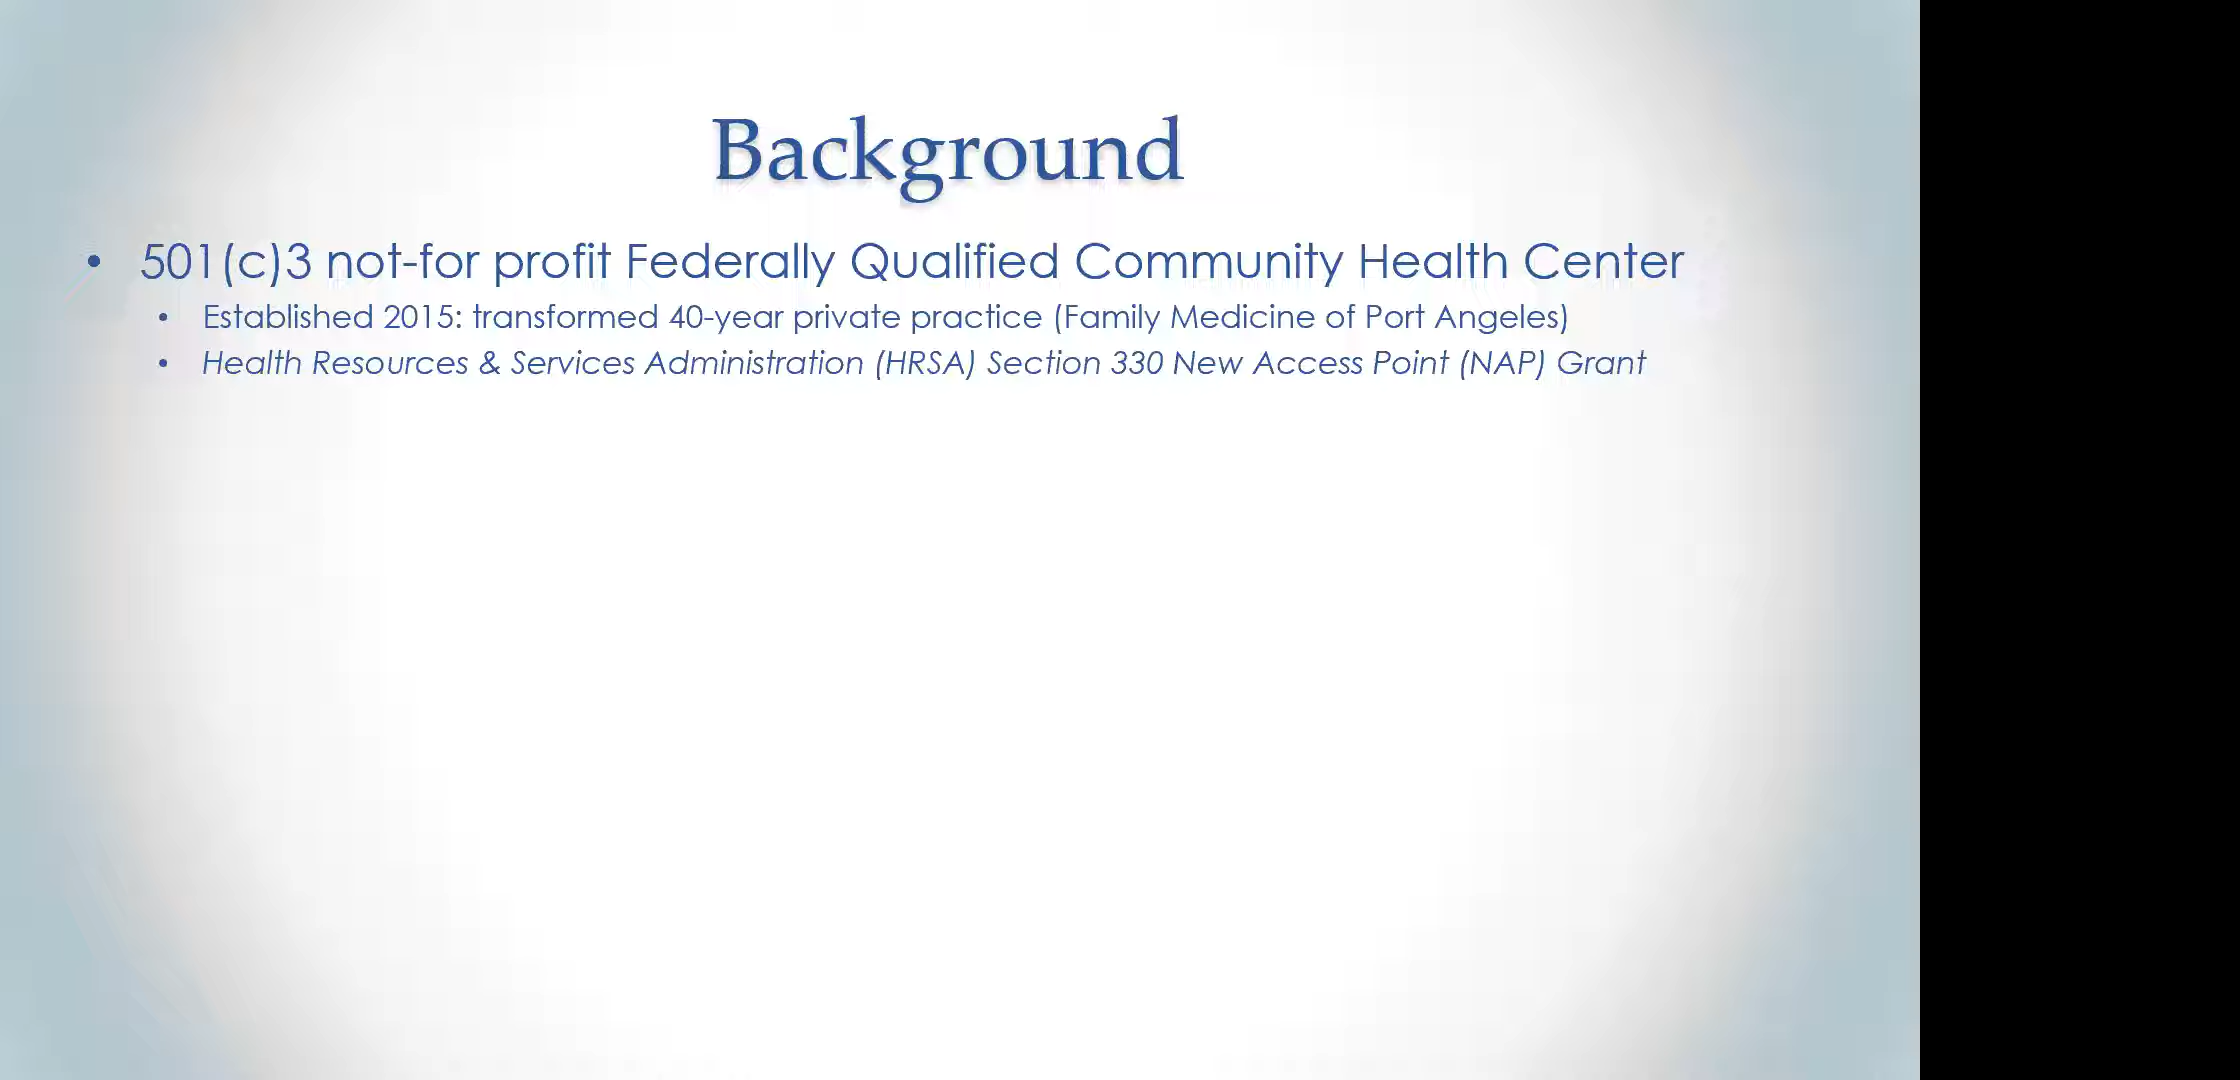 Background
• 501(c)3 not-for profit Federally Qualified Community Health Center
• Established 2015: transformed 40-year private practice (Family Medicine of Port Angeles)
• Health Resources & Services Administration (HRSA) Section 330 New Access Point (NAP) Grant